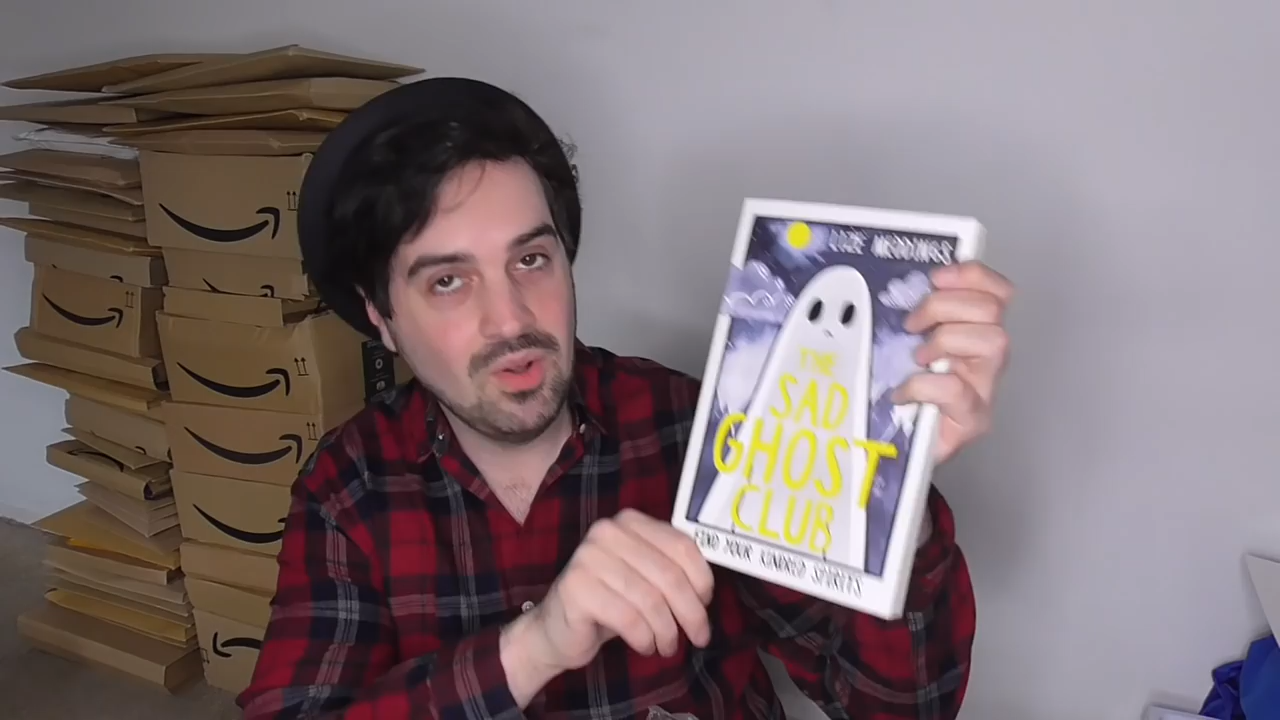 LIZE MEDDINGS
THE
SAD
GHOST
CLUB
FIND YOUR KINDRED SPIRITS